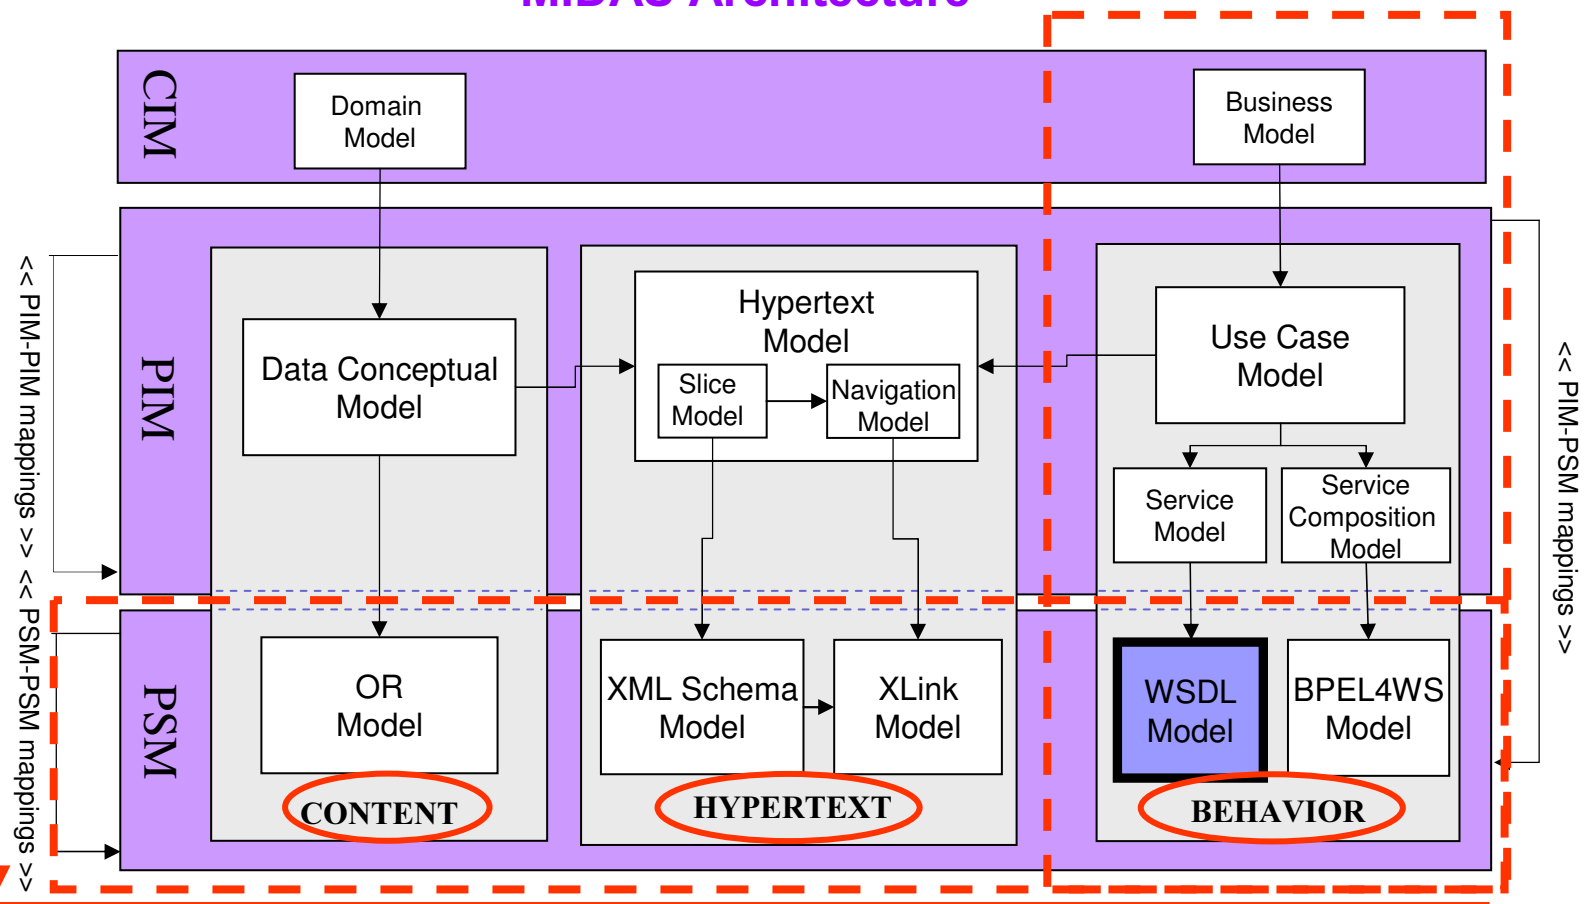 MIDAS Architecture
CIM
Domain
Model
Business
Model
<< PIM-PIM mappings >>
PIM
Data Conceptual
Model
Hypertext
Model
Slice
Model
Navigation
Model
Use Case
Model
Service
Model
Service
Composition
Model
<< PIM-PSM mappings >>
<< PSM-PSM mappings >>
PSM
OR
Model
XML Schema
Model
XLink
Model
WSDL
Model
BPEL4WS
Model
CONTENT
HYPERTEXT
BEHAVIOR